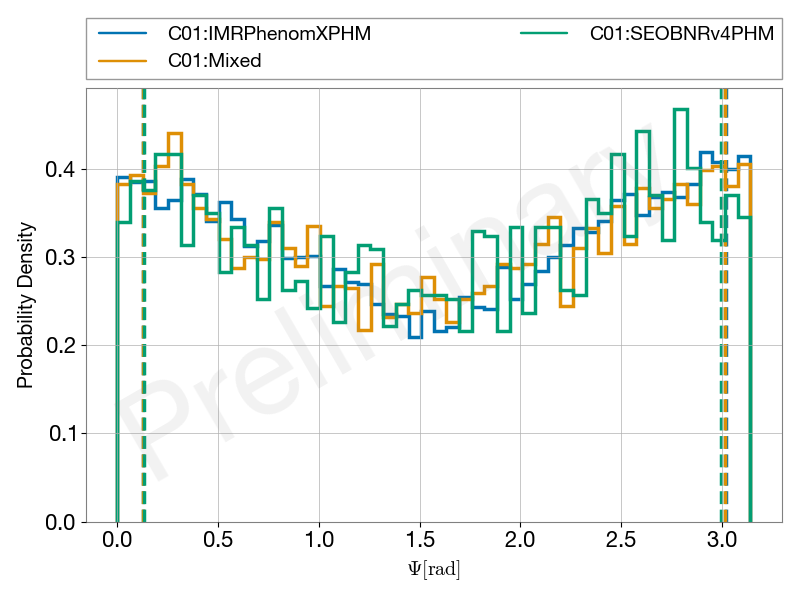 C01:IMRPhenomXPHM
C01:Mixed
C01:SEOBNRv4PHM
Preliminary
Probability Density
0.4
0.3
0.2
0.1
0.0
0.0 0.5 1.0 1.5 2.0 2.5 3.0
Ψ[rad]